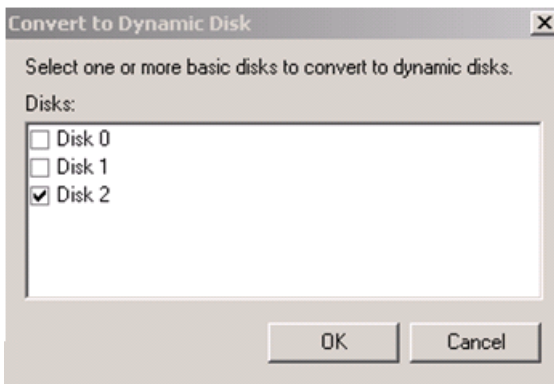 Convert to Dynamic Disk
Select one or more basic disks to convert to dynamic disks.
Disks:
Disk 0
Disk 1
Disk 2
OK Cancel